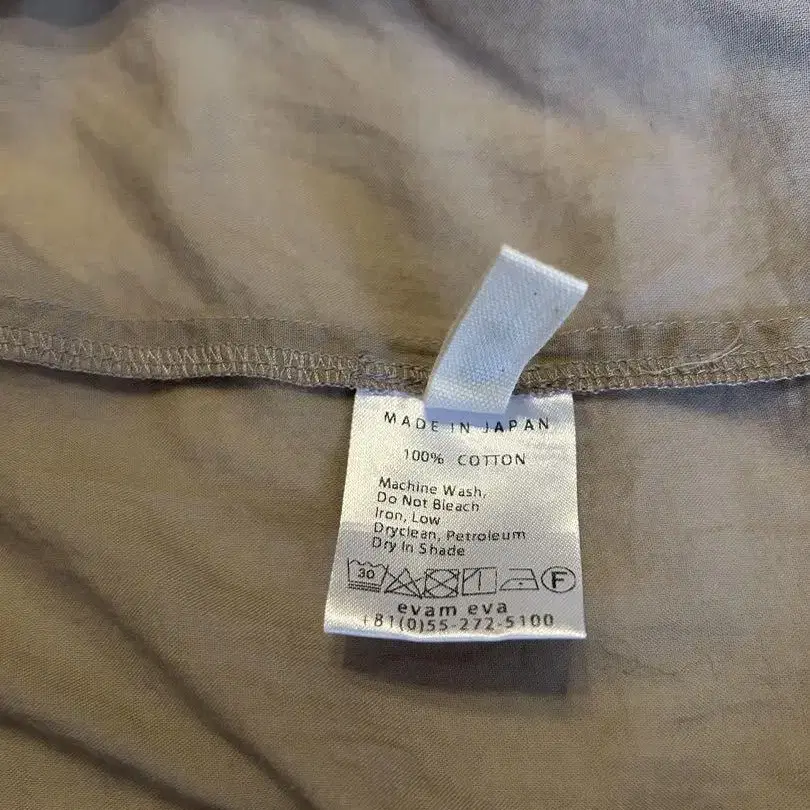 MADE IN JAPAN
100% COTTON
Machine Wash,
Do Not Bleach
Iron, Low
Dryclean, Petroleum
Dry In Shade
30 F
evam eva
+81(0)55-272-5100